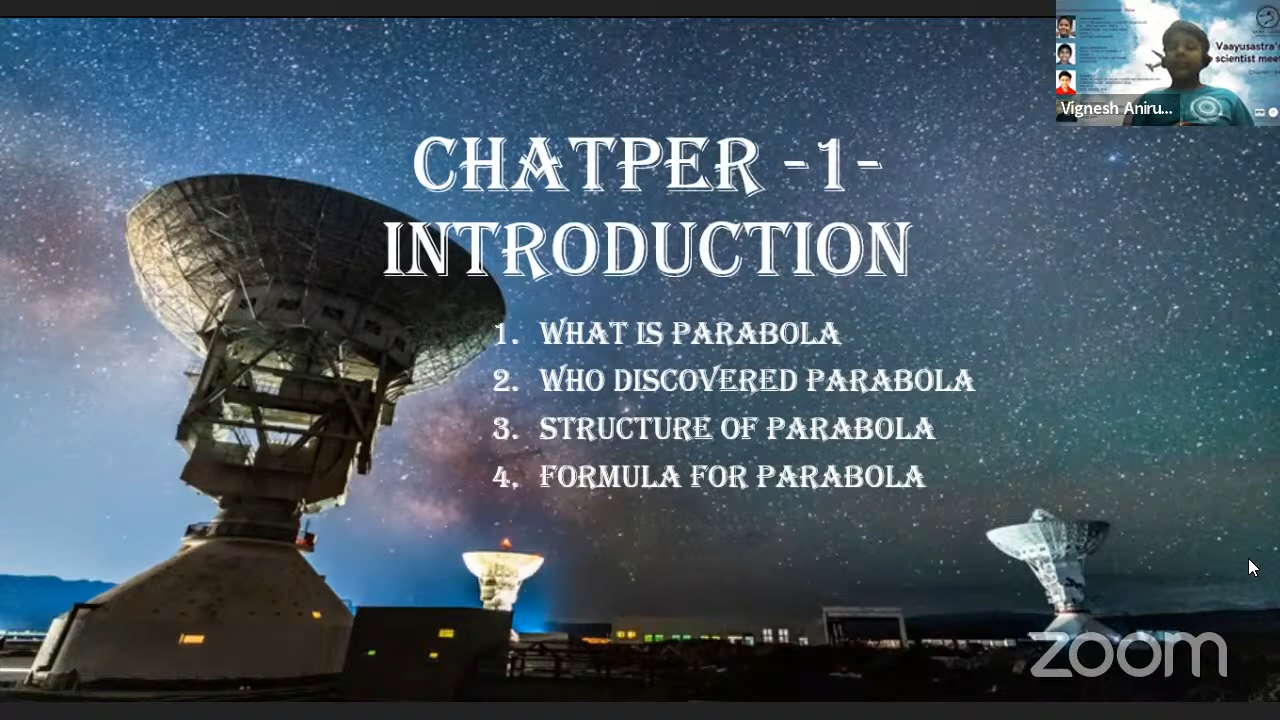 CHATPER -1-
INTRODUCTION
1. WHAT IS PARABOLA
2. WHO DISCOVERED PARABOLA
3. STRUCTURE OF PARABOLA
4. FORMULA FOR PARABOLA
Vaayusastra's
scientist meet
Vignesh Aniru...
zoom